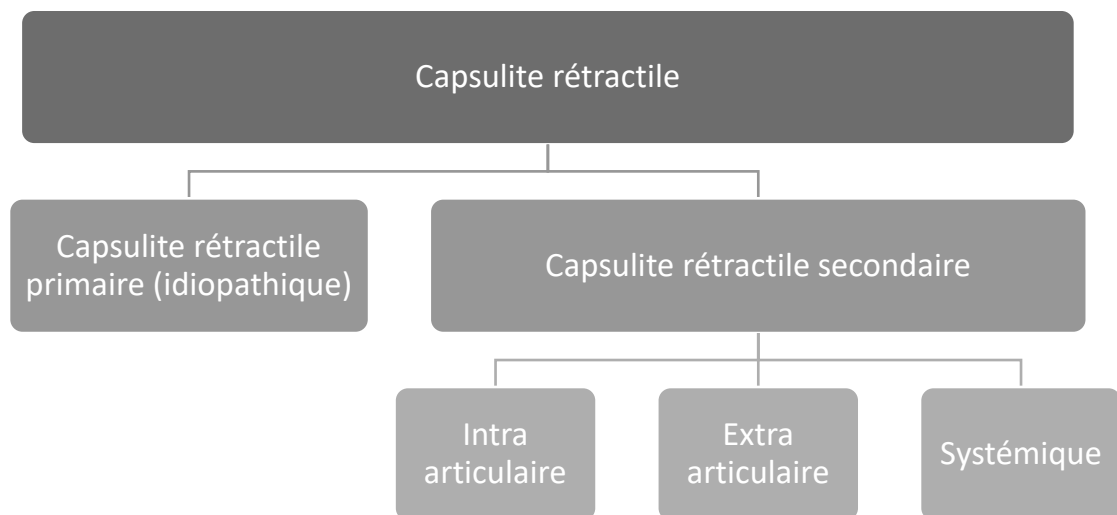 Capsulite rétractile
Capsulite rétractile
primaire (idiopathique)
Capsulite rétractile secondaire
Intra
articulaire
Extra
articulaire
Systémique